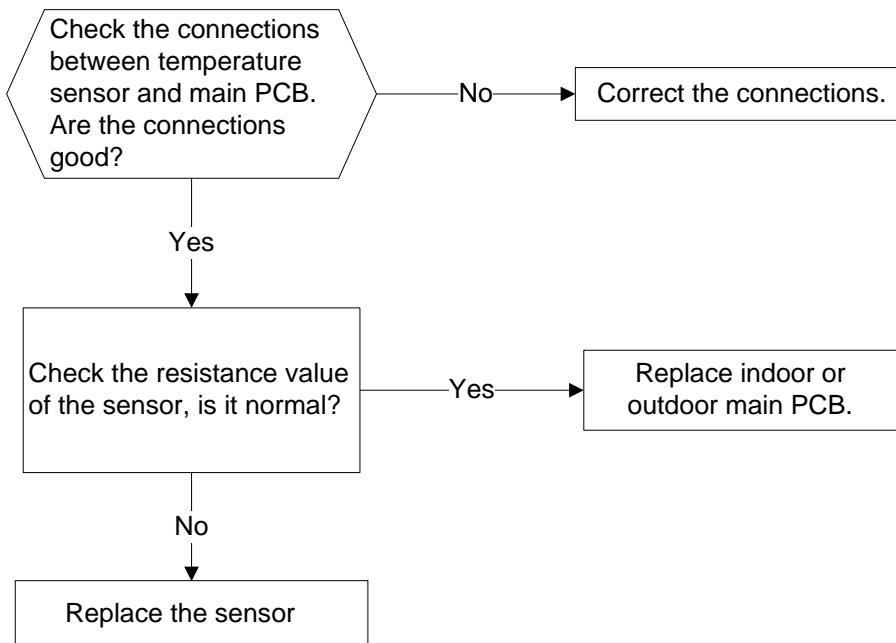 Check the connections
between temperature
sensor and main PCB.
Are the connections
good?
No
Correct the connections.
Yes
Check the resistance value
of the sensor, is it normal?
Yes
Replace indoor or
outdoor main PCB.
No
Replace the sensor